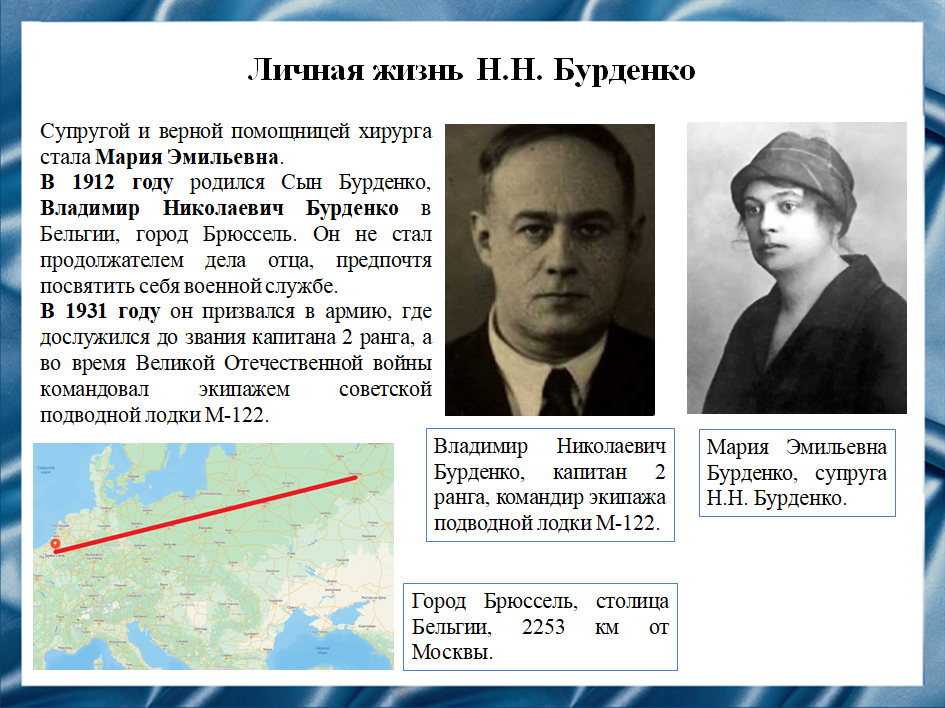 Личная жизнь Н.Н. Бурденко
Супругой и верной помощницей хирурга
стала Мария Эмильевна.
В 1912 году родился Сын Бурденко,
Владимир Николаевич Бурденко в
Бельгии, город Брюссель. Он не стал
продолжателем дела отца, предпочтя
посвятить себя военной службе.
В 1931 году он призвался в армию, где
дослужился до звания капитана 2 ранга, а
во время Великой Отечественной войны
командовал экипажем советской
подводной лодки М-122.
Владимир Николаевич
Бурденко, капитан 2
ранга, командир экипажа
подводной лодки М-122.
Мария Эмильевна
Бурденко, супруга
Н.Н. Бурденко.
Брюссель
Город Брюссель, столица
Бельгии, 2253 км от
Москвы.